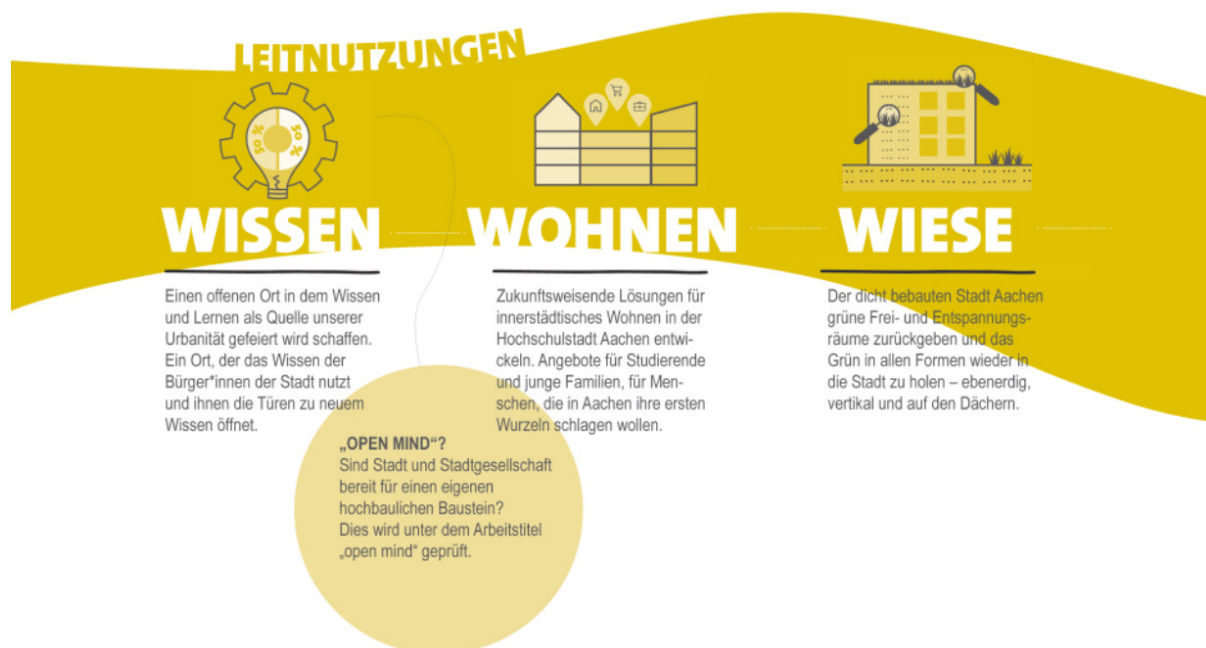 LEITNUTZUNGEN
50 %
50 %
WISSEN
Einen offenen Ort in dem Wissen
und Lernen als Quelle unserer
Urbanität gefeiert wird schaffen.
Ein Ort, der das Wissen der
Bürger*innen der Stadt nutzt
und ihnen die Türen zu neuem
Wissen öffnet.
„OPEN MIND“?
Sind Stadt und Stadtgesellschaft
bereit für einen eigenen
hochbaulichen Baustein?
Dies wird unter dem Arbeitstitel
„open mind“ geprüft.
WOHNEN
Zukunftsweisende Lösungen für
innerstädtisches Wohnen in der
Hochschulstadt Aachen entwi-
ckeln. Angebote für Studierende
und junge Familien, für Men-
schen, die in Aachen ihre ersten
Wurzeln schlagen wollen.
WIESE
Der dicht bebauten Stadt Aachen
grüne Frei- und Entspannungs-
räume zurückgeben und das
Grün in allen Formen wieder in
die Stadt zu holen – ebenerdig,
vertikal und auf den Dächern.